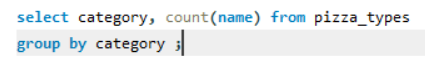 select category, count(name) from pizza_types
group by category ;